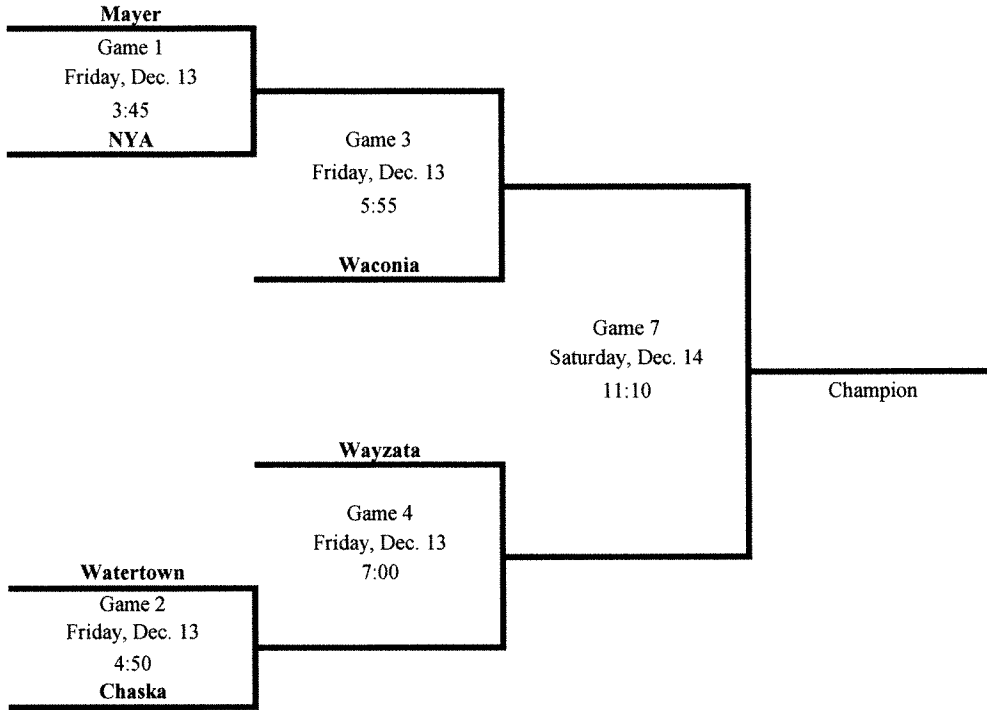 Mayer
Game 1
Friday, Dec. 13
3:45
NYA
Game 3
Friday, Dec. 13
5:55
Waconia
Game 7
Saturday, Dec. 14
11:10
Champion
Wayzata
Game 4
Friday, Dec. 13
7:00
Watertown
Game 2
Friday, Dec. 13
4:50
Chaska